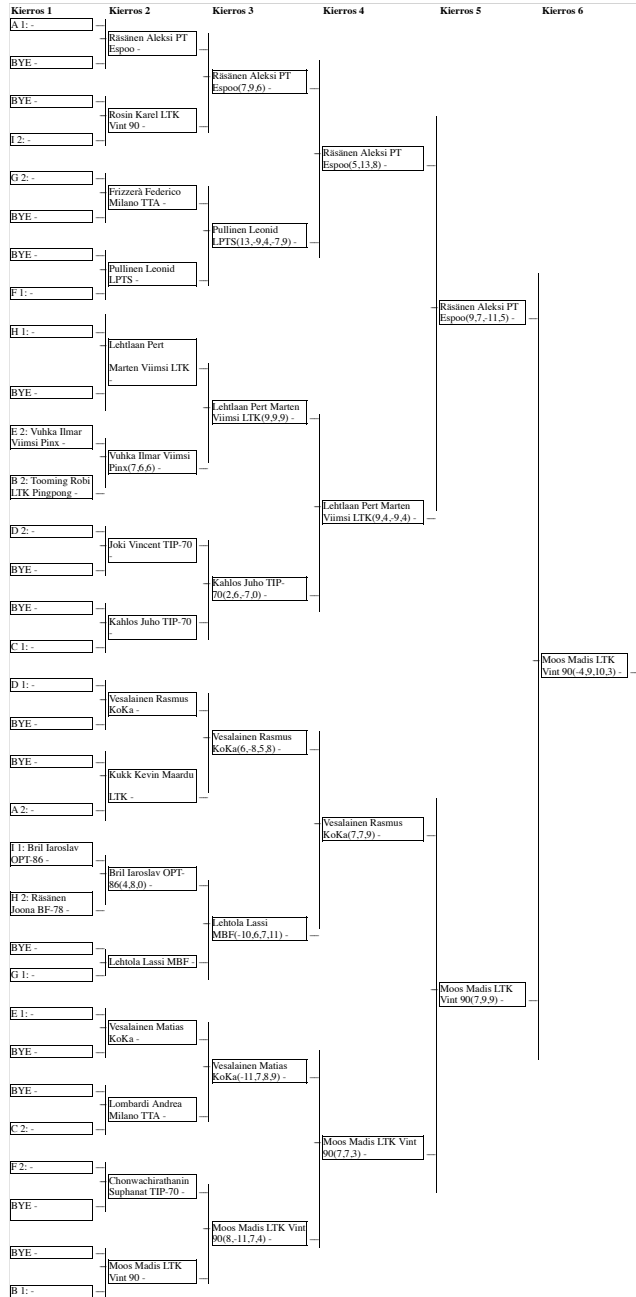 Kierros 1
Kierros 2
Kierros 3
Kierros 4
Kierros 5
Kierros 6
A 1: -
BYE -
BYE -
I 2: -
G 2: -
BYE -
BYE -
F 1: -
H 1: -
BYE -
E 2: Vuhka Ilmar
Viimsi Pinx -
B 2: Tooming Robi
LTK Pingpong -
D 2: -
BYE -
BYE -
C 1: -
D 1: -
BYE -
BYE -
A 2: -
I 1: Bril Iaroslav
OPT-86 -
H 2: Räsänen
Joona BF-78 -
BYE -
G 1: -
E 1: -
BYE -
BYE -
C 2: -
F 2: -
BYE -
BYE -
B 1: -
Räsänen Aleksi PT
Espoo -
Rosin Karel LTK
Vint 90 -
Frizzerà Federico
Milano TTA -
Pullinen Leonid
LPTS -
Lehtlaan Pert
Marten Viimsi LTK
-
Vuhka Ilmar Viimsi
Pinx(7,6,6) -
Joki Vincent TIP-70
-
Kahlos Juho TIP-70
-
Vesalainen Rasmus
KoKa -
Kukk Kevin Maardu
LTK -
Bril Iaroslav OPT-
86(4,8,0) -
Lehtola Lassi MBF -
Vesalainen Matias
KoKa -
Lombardi Andrea
Milano TTA -
Chonwachirathanin
Suphanat TIP-70 -
Moos Madis LTK
Vint 90 -
Räsänen Aleksi PT
Espoo(7,9,6) -
Pullinen Leonid
LPTS(13,-9,4,-7,9) -
Lehtlaan Pert Marten
Viimsi LTK(9,9,9) -
Kahlos Juho TIP-
70(2,6,-7,0) -
Vesalainen Rasmus
KoKa(6,-8,5,8) -
Lehtola Lassi
MBF(-10,6,7,11) -
Vesalainen Matias
KoKa(-11,7,8,9) -
Moos Madis LTK Vint
90(8,-11,7,4) -
Räsänen Aleksi PT
Espoo(5,13,8) -
Lehtlaan Pert Marten
Viimsi LTK(9,4,-9,4) -
Vesalainen Rasmus
KoKa(7,7,9) -
Moos Madis LTK Vint
90(7,7,3) -
Räsänen Aleksi PT
Espoo(9,7,-11,5) -
Moos Madis LTK
Vint 90(7,9,9) -
Moos Madis LTK
Vint 90(-4,9,10,3) -